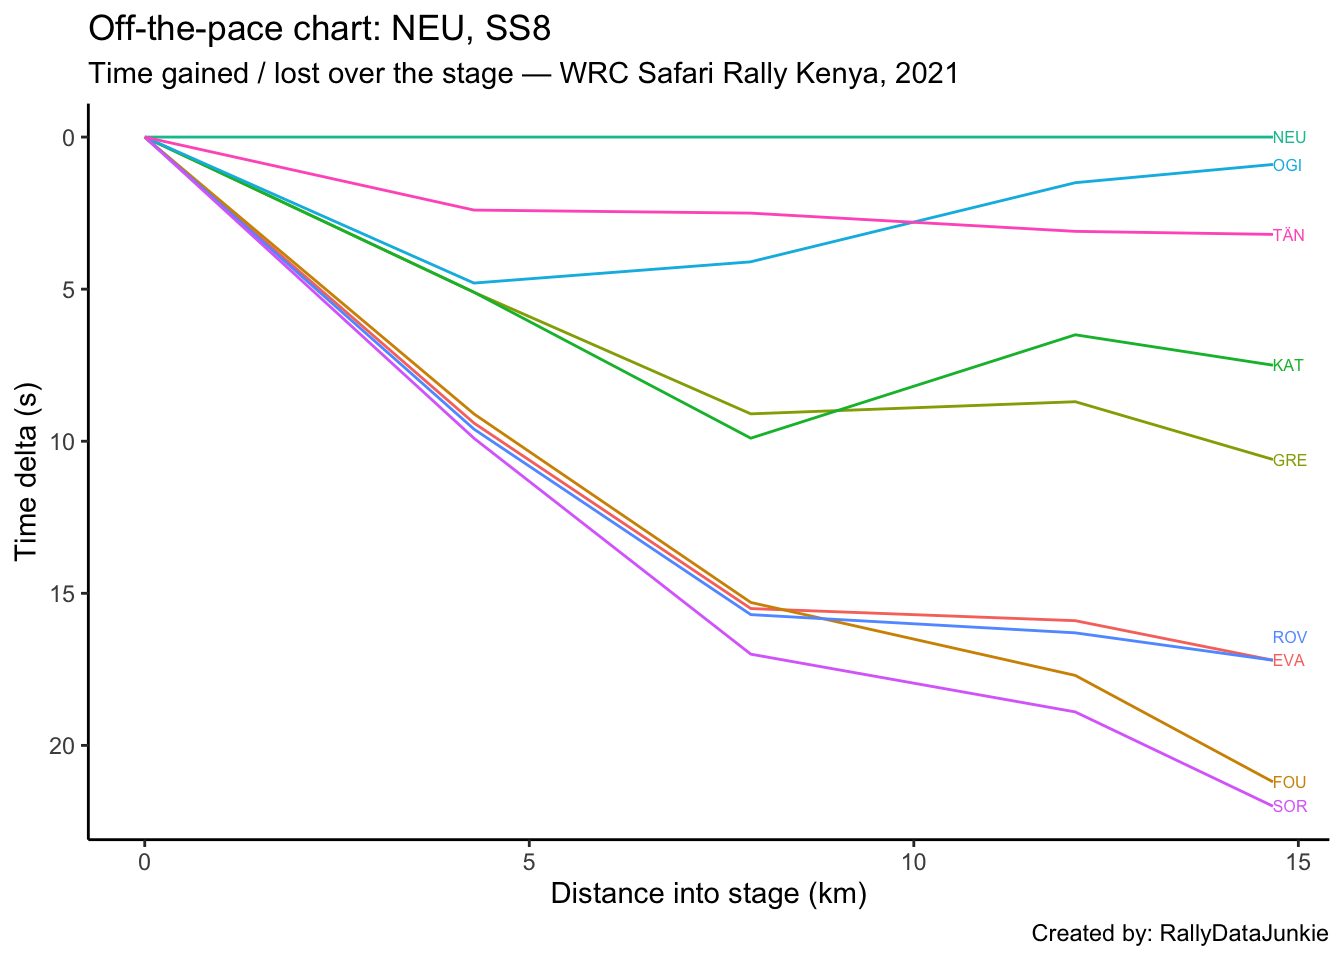 Off-the-pace chart: NEU, SS8
Time gained / lost over the stage — WRC Safari Rally Kenya, 2021
0
5
10
15
20
Time delta (s)
NEU
OGI
TÄN
KAT
GRE
ROV
EVA
FOU
SOR
0
5
10
15
Distance into stage (km)
Created by: RallyDataJunkie